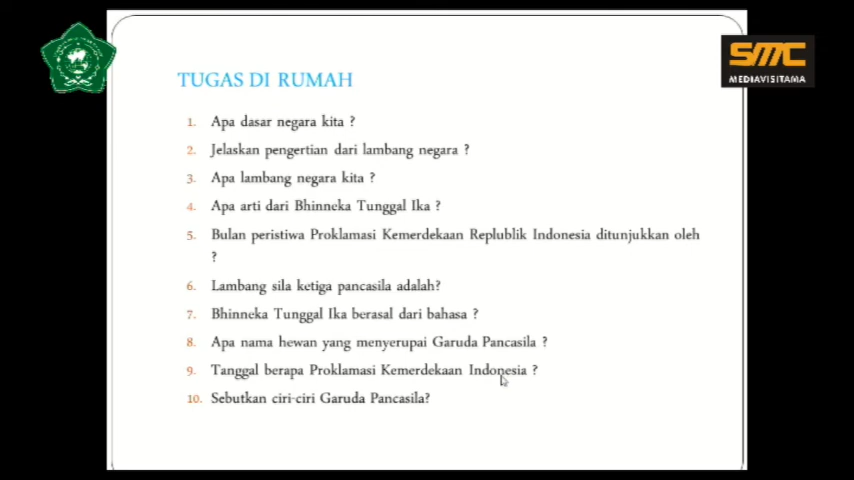 SMC
MEDIAVISITAMA
TUGAS DI RUMAH
1. Apa dasar negara kita ?
2. Jelaskan pengertian dari lambang negara ?
3. Apa lambang negara kita ?
4. Apa arti dari Bhinneka Tunggal Ika ?
5. Bulan peristiwa Proklamasi Kemerdekaan Replublik Indonesia ditunjukkan oleh
?
6. Lambang sila ketiga pancasila adalah?
7. Bhinneka Tunggal Ika berasal dari bahasa ?
8. Apa nama hewan yang menyerupai Garuda Pancasila ?
9. Tanggal berapa Proklamasi Kemerdekaan Indonesia ?
10. Sebutkan ciri-ciri Garuda Pancasila?